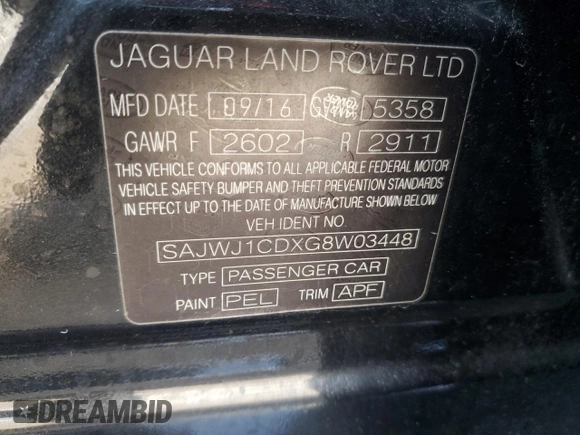 JAGUAR LAND ROVER LTD
MFD DATE 09/16 5358
GAWR F 2602 R 2911
THIS VEHICLE CONFORMS TO ALL APPLICABLE FEDERAL MOTOR
VEHICLE SAFETY BUMPER AND THEFT PREVENTION STANDARDS
IN EFFECT UP TO THE DATE OF MANUFACTURE SHOWN BELOW
VEH IDENT NO
SAJWJ1CDXG8W03448
TYPE PASSENGER CAR
PAINT PEL TRIM APF
DREAMBID